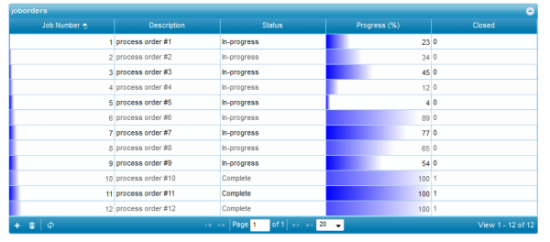 joborders
Job Number Description Status Progress (%) Closed
1 process order #1 In-progress 23 0
2 process order #2 In-progress 34 0
3 process order #3 In-progress 45 0
4 process order #4 In-progress 12 0
5 process order #5 In-progress 4 0
6 process order #6 In-progress 89 0
7 process order #7 In-progress 77 0
8 process order #8 In-progress 65 0
9 process order #9 In-progress 54 0
10 process order #10 Complete 100 1
11 process order #11 Complete 100 1
12 process order #12 Complete 100 1
Page 1 of 1 20 View 1 - 12 of 12